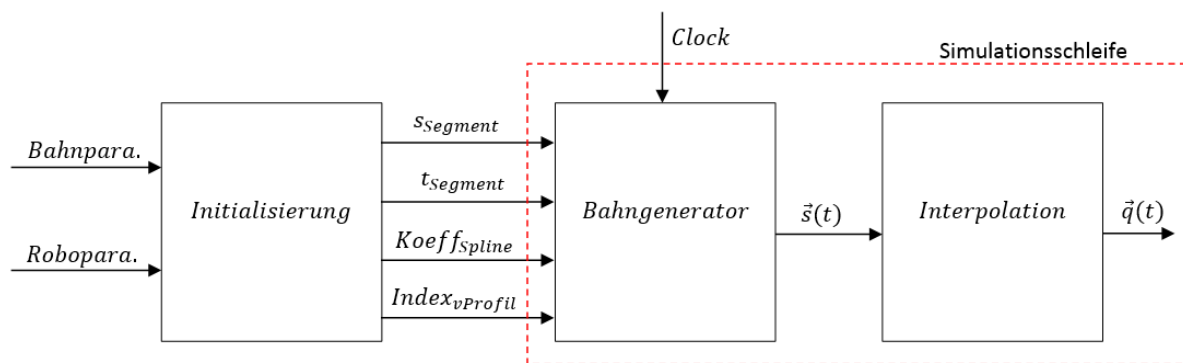 Clock
Simulationsschleife
Bahnpara.
Robopara.
Initialisierung
s_Segment
t_Segment
Koeff_Spline
Index_vProfil
Bahngenerator
s⃗(t)
Interpolation
q⃗(t)